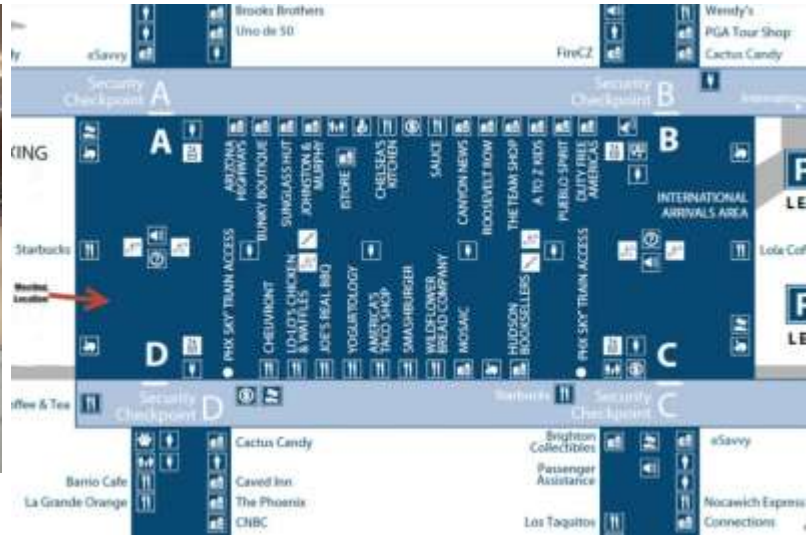 Brooks Brothers
Uno de 50
eSavvy
FireCZ
Wendy's
PGA Tour Shop
Cactus Candy
Security
Checkpoint A
Security
Checkpoint B
A
B
KING
ARIZONA
HIGHWAYS
BUNKY BOUTIQUE
SUNGLASS HUT
JOHNSTON &
MURPHY
ISTORE
CHELSEA'S
KITCHEN
SAUCE
CANYON NEWS
ROOSEVELT ROW
THE TEAM SHOP
A TO Z KIDS
PUEBLO SPIRIT
DUTY FREE
AMERICAS
INTERNATIONAL
ARRIVALS AREA
LE
Starbucks
Meeting
Location
PHX SKY TRAIN ACCESS
CHEUVRONT
LO-LO'S CHICKEN
& WAFFLES
JOE'S REAL BBQ
YOGURTOLOGY
AMERICA'S
TACO SHOP
SMASHBURGER
WILDFLOWER
BREAD COMPANY
MOSAIC
HUDSON
BOOKSELLERS
PHX SKY TRAIN ACCESS
Lola Cof
LE
D
C
ffee & Tea
Security
Checkpoint D
Starbucks
Security
Checkpoint C
Cactus Candy
Barrio Cafe
Caved Inn
La Grande Orange
The Phoenix
CNBC
Brighton
Collectibles
Passenger
Assistance
Los Taquitos
eSavvy
Nocawich Express
Connections